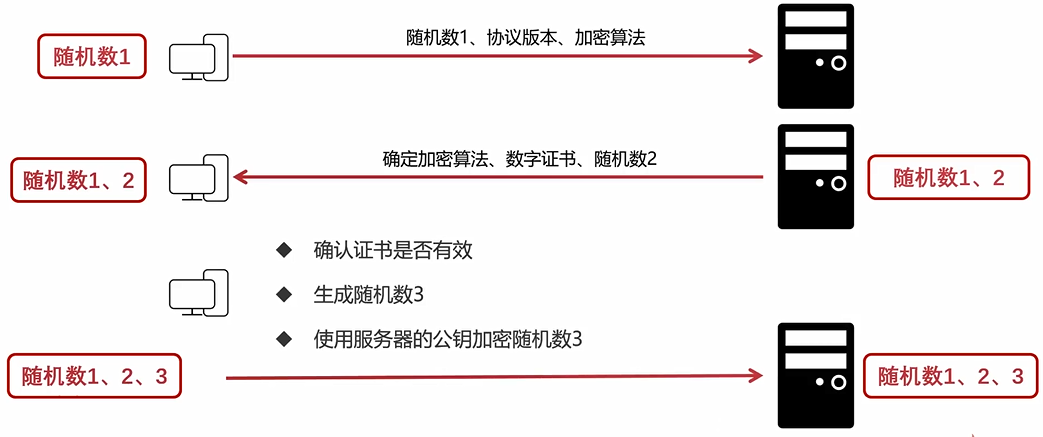 随机数1、协议版本、加密算法
随机数1
确定加密算法、数字证书、随机数2
随机数1、2
随机数1、2
确认证书是否有效
生成随机数3
使用服务器的公钥加密随机数3
随机数1、2、3
随机数1、2、3